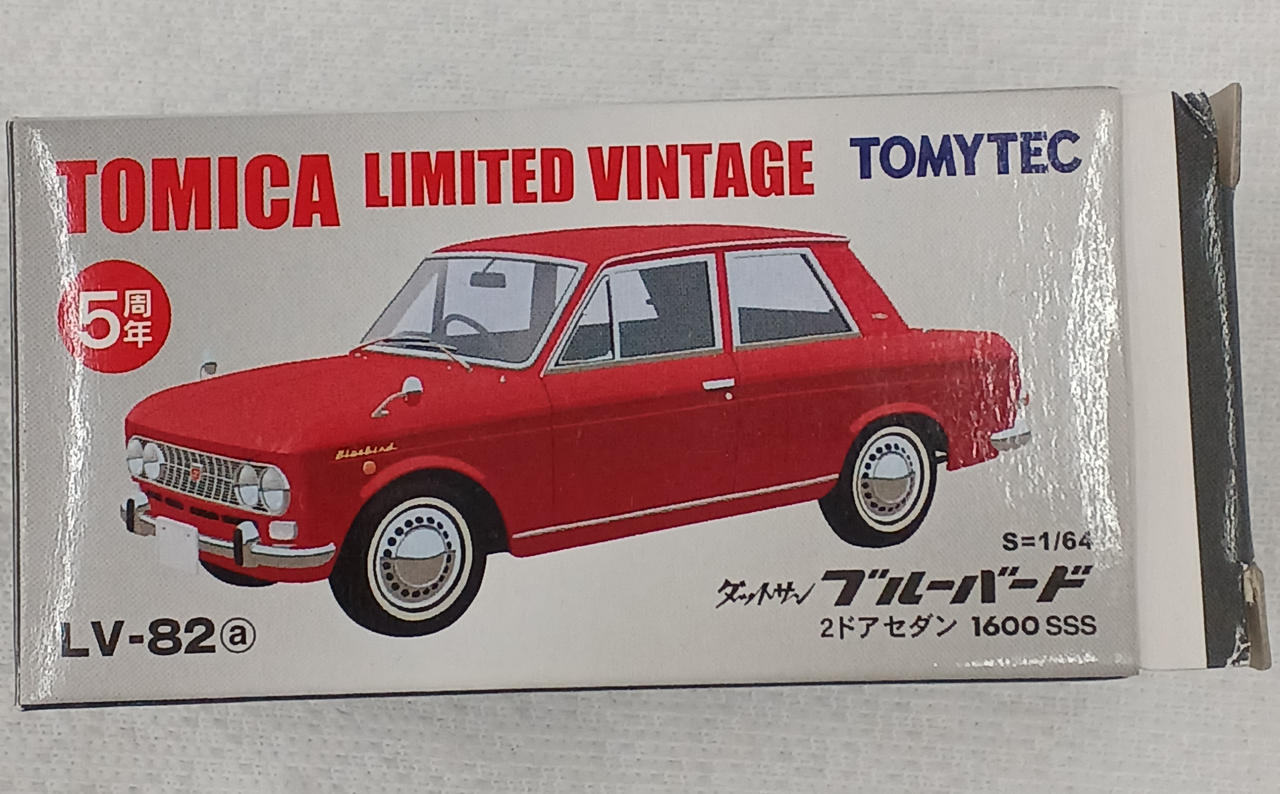 TOMICA LIMITED VINTAGE TOMYTEC
5周年
Bluebird
S=1/64
ダットサン ブルーバード
LV-82ⓐ
2ドアセダン 1600 SSS